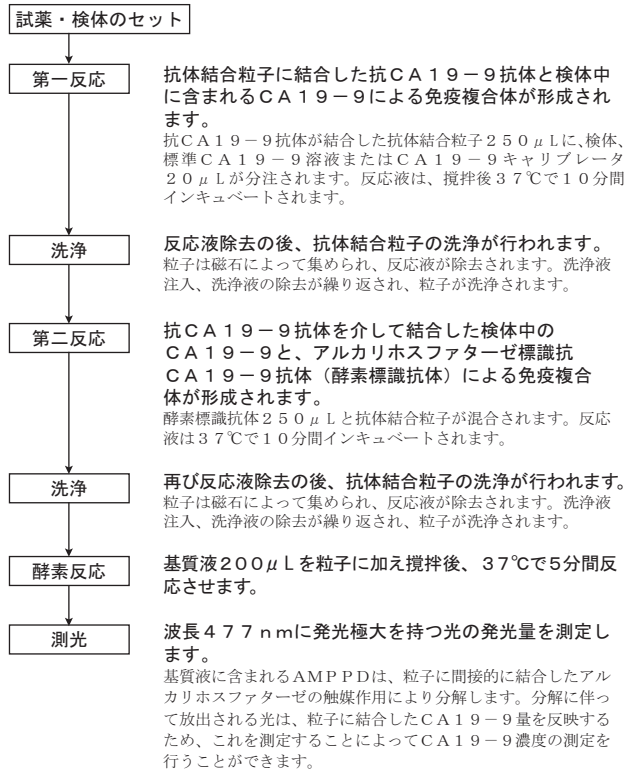 試薬・検体のセット
第一反応
抗体結合粒子に結合した抗ＣＡ１９－９抗体と検体中
に含まれるＣＡ１９－９による免疫複合体が形成され
ます。
抗ＣＡ１９－９抗体が結合した抗体結合粒子２５０μＬに、検体、
標準ＣＡ１９－９溶液またはＣＡ１９－９キャリブレータ
２０μＬが分注されます。反応液は、撹拌後３７℃で１０分間
インキュベートされます。
洗浄
反応液除去の後、抗体結合粒子の洗浄が行われます。
粒子は磁石によって集められ、反応液が除去されます。洗浄液
注入、洗浄液の除去が繰り返され、粒子が洗浄されます。
第二反応
抗ＣＡ１９－９抗体を介して結合した検体中の
ＣＡ１９－９と、アルカリホスファターゼ標識抗
ＣＡ１９－９抗体（酵素標識抗体）による免疫複合
体が形成されます。
酵素標識抗体２５０μＬと抗体結合粒子が混合されます。反応
液は３７℃で１０分間インキュベートされます。
洗浄
再び反応液除去の後、抗体結合粒子の洗浄が行われます。
粒子は磁石によって集められ、反応液が除去されます。洗浄液
注入、洗浄液の除去が繰り返され、粒子が洗浄されます。
酵素反応
基質液２００μＬを粒子に加え撹拌後、３７℃で５分間反
応させます。
測光
波長４７７ｎｍに発光極大を持つ光の発光量を測定し
ます。
基質液に含まれるＡＭＰＰＤは、粒子に間接的に結合したアル
カリホスファターゼの触媒作用により分解します。分解に伴っ
て放出される光は、粒子に結合したＣＡ１９－９量を反映する
ため、これを測定することによってＣＡ１９－９濃度の測定を
行うことができます。